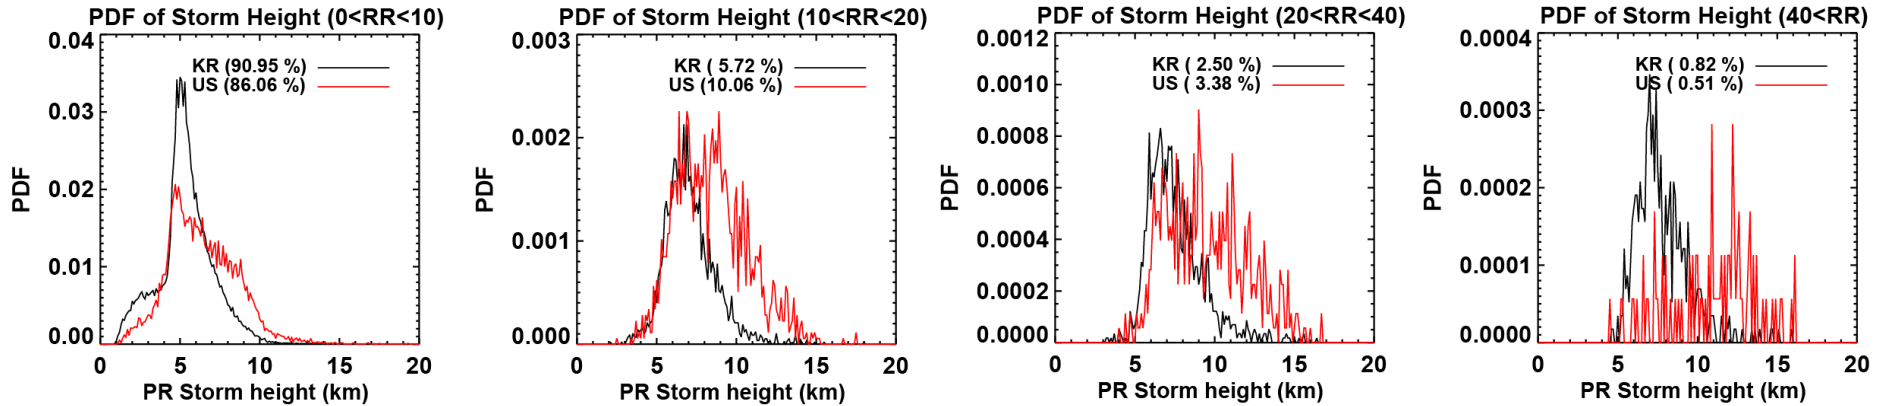 PDF of Storm Height (0<RR<10)
KR (90.95 %)
US (86.06 %)
PDF
0.04
0.03
0.02
0.01
0.00
0 5 10 15 20
PR Storm height (km)
PDF of Storm Height (10<RR<20)
KR ( 5.72 %)
US (10.06 %)
PDF
0.003
0.002
0.001
0.000
0 5 10 15 20
PR Storm height (km)
PDF of Storm Height (20<RR<40)
KR ( 2.50 %)
US ( 3.38 %)
PDF
0.0012
0.0010
0.0008
0.0006
0.0004
0.0002
0.0000
0 5 10 15 20
PR Storm height (km)
PDF of Storm Height (40<RR)
KR ( 0.82 %)
US ( 0.51 %)
PDF
0.0004
0.0003
0.0002
0.0001
0.0000
0 5 10 15 20
PR Storm height (km)